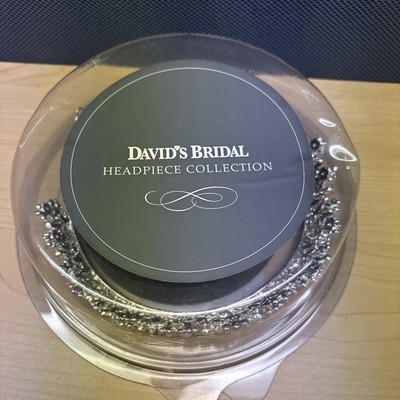 DAVID'S BRIDAL
HEADPIECE COLLECTION